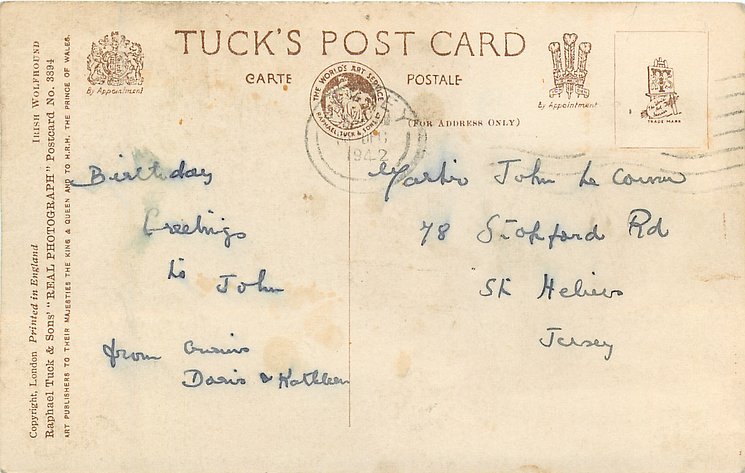 TUCK'S POST CARD
CARTE POSTALE
(FOR ADDRESS ONLY)
By Appointment
By Appointment
THE WORLD'S ART SERVICE
RAPHAEL TUCK & SONS LTD
TRADE MARK
1942
Birthday
Greetings
to
John
from Cousins
Doris & Kathleen
Master John Le
78 Stopford Rd
St Heliers
Jersey
IRISH WOLFHOUND
Copyright, London Printed in England
Raphael Tuck & Sons' "REAL PHOTOGRAPH" Postcard No. 3894
ART PUBLISHERS TO THEIR MAJESTIES THE KING & QUEEN AND TO H.R.H. THE PRINCE OF WALES.